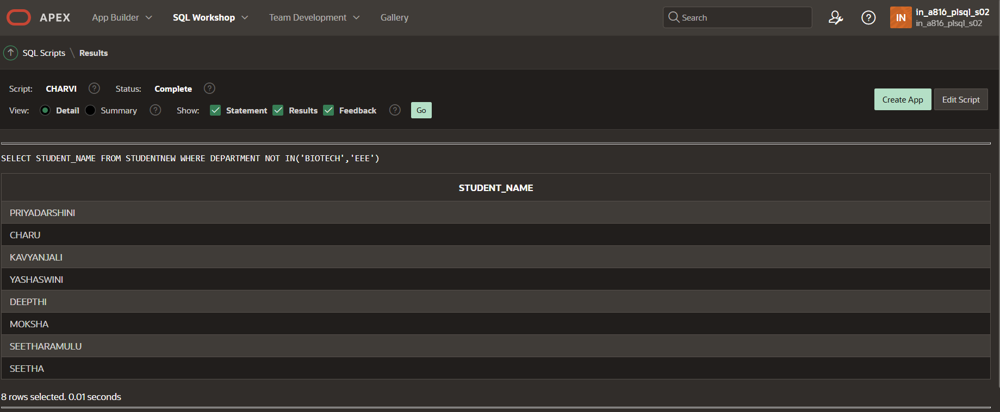 APEX App Builder SQL Workshop Team Development Gallery Search IN in_a816_plsql_s02
in_a816_plsql_s02
SQL Scripts \ Results
Script: CHARVI ? Status: Complete ?
View: Detail Summary ? Show: Statement Results Feedback ? Go
Create App Edit Script
SELECT STUDENT_NAME FROM STUDENTNEW WHERE DEPARTMENT NOT IN('BIOTECH','EEE')
STUDENT_NAME
PRIYADARSHINI
CHARU
KAVYANJALI
YASHASWINI
DEEPTHI
MOKSHA
SEETHARAMULU
SEETHA
8 rows selected. 0.01 seconds